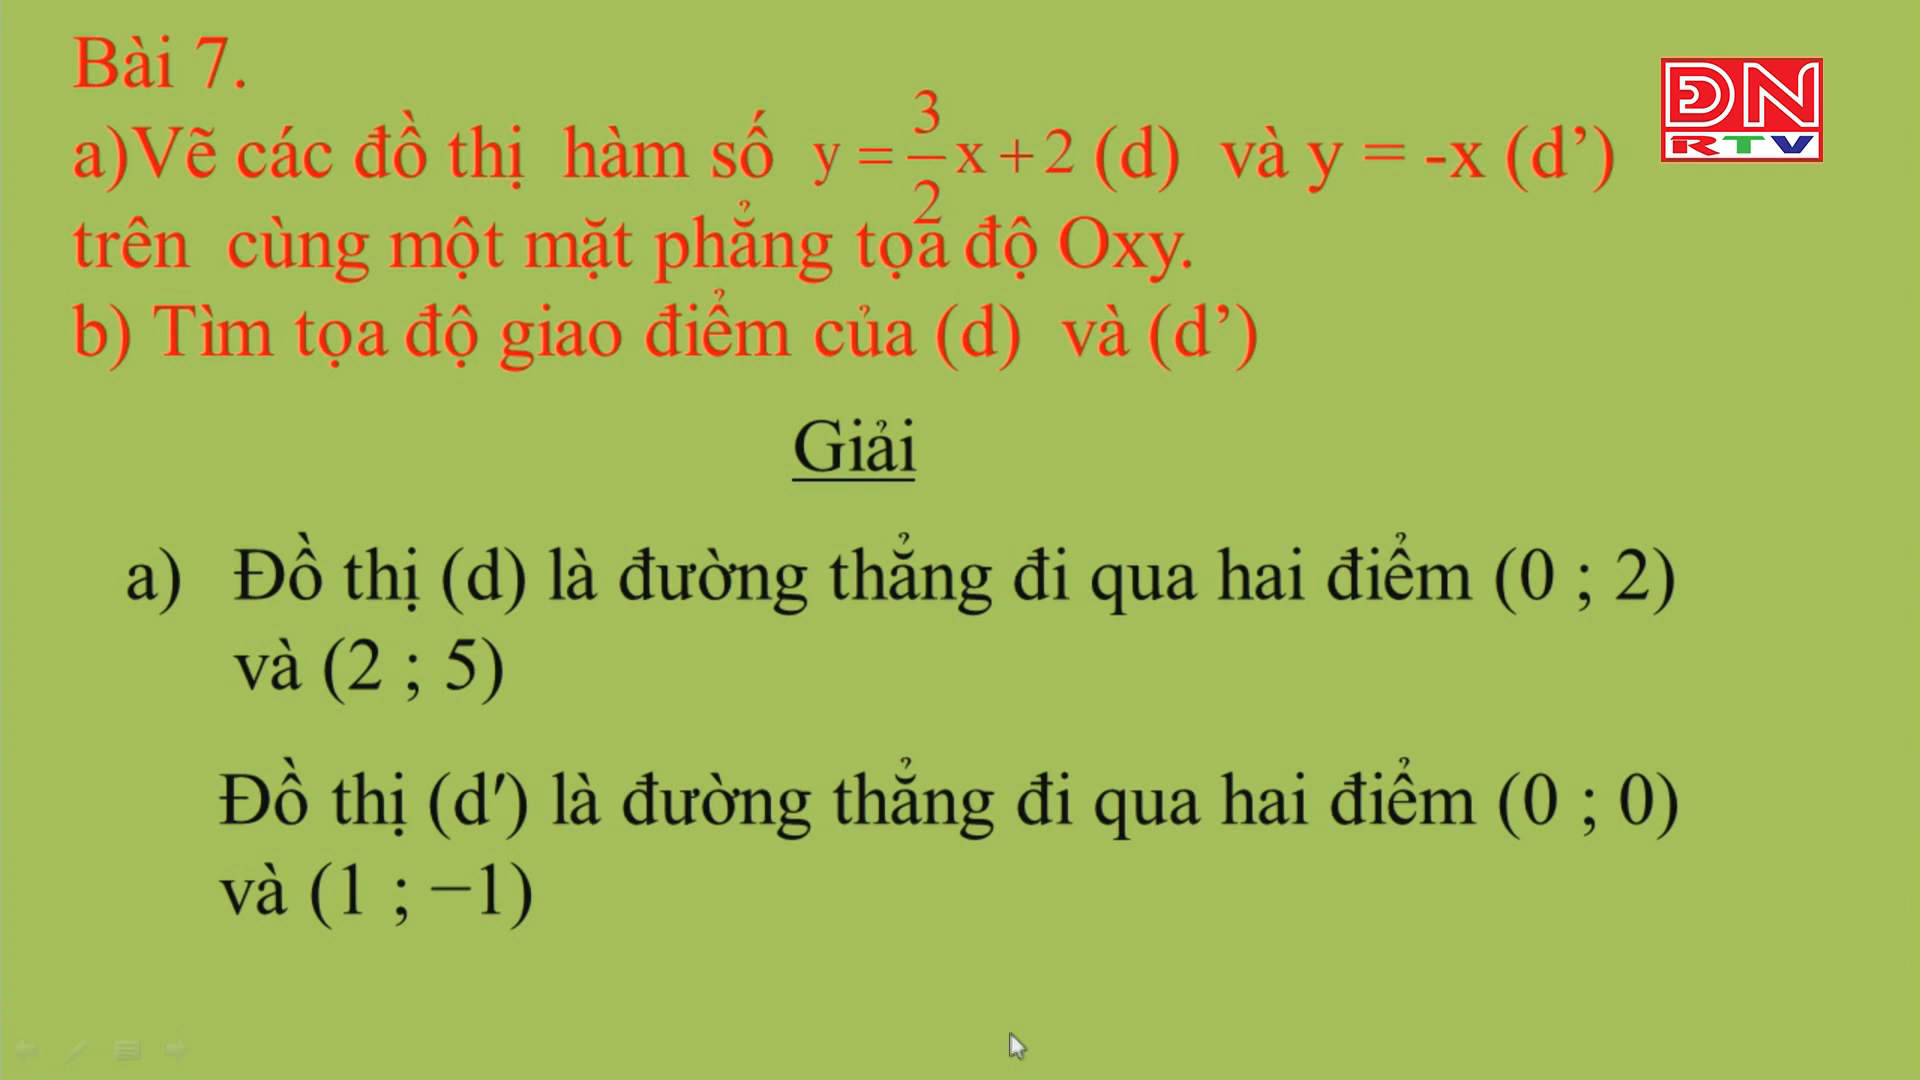 Bài 7.
a)Vẽ các đồ thị hàm số y = 3/2 x + 2 (d) và y = -x (d’)
trên cùng một mặt phẳng tọa độ Oxy.
b) Tìm tọa độ giao điểm của (d) và (d’)
Giải
a) Đồ thị (d) là đường thẳng đi qua hai điểm (0 ; 2)
và (2 ; 5)
Đồ thị (d′) là đường thẳng đi qua hai điểm (0 ; 0)
và (1 ; −1)
ĐN
RTV